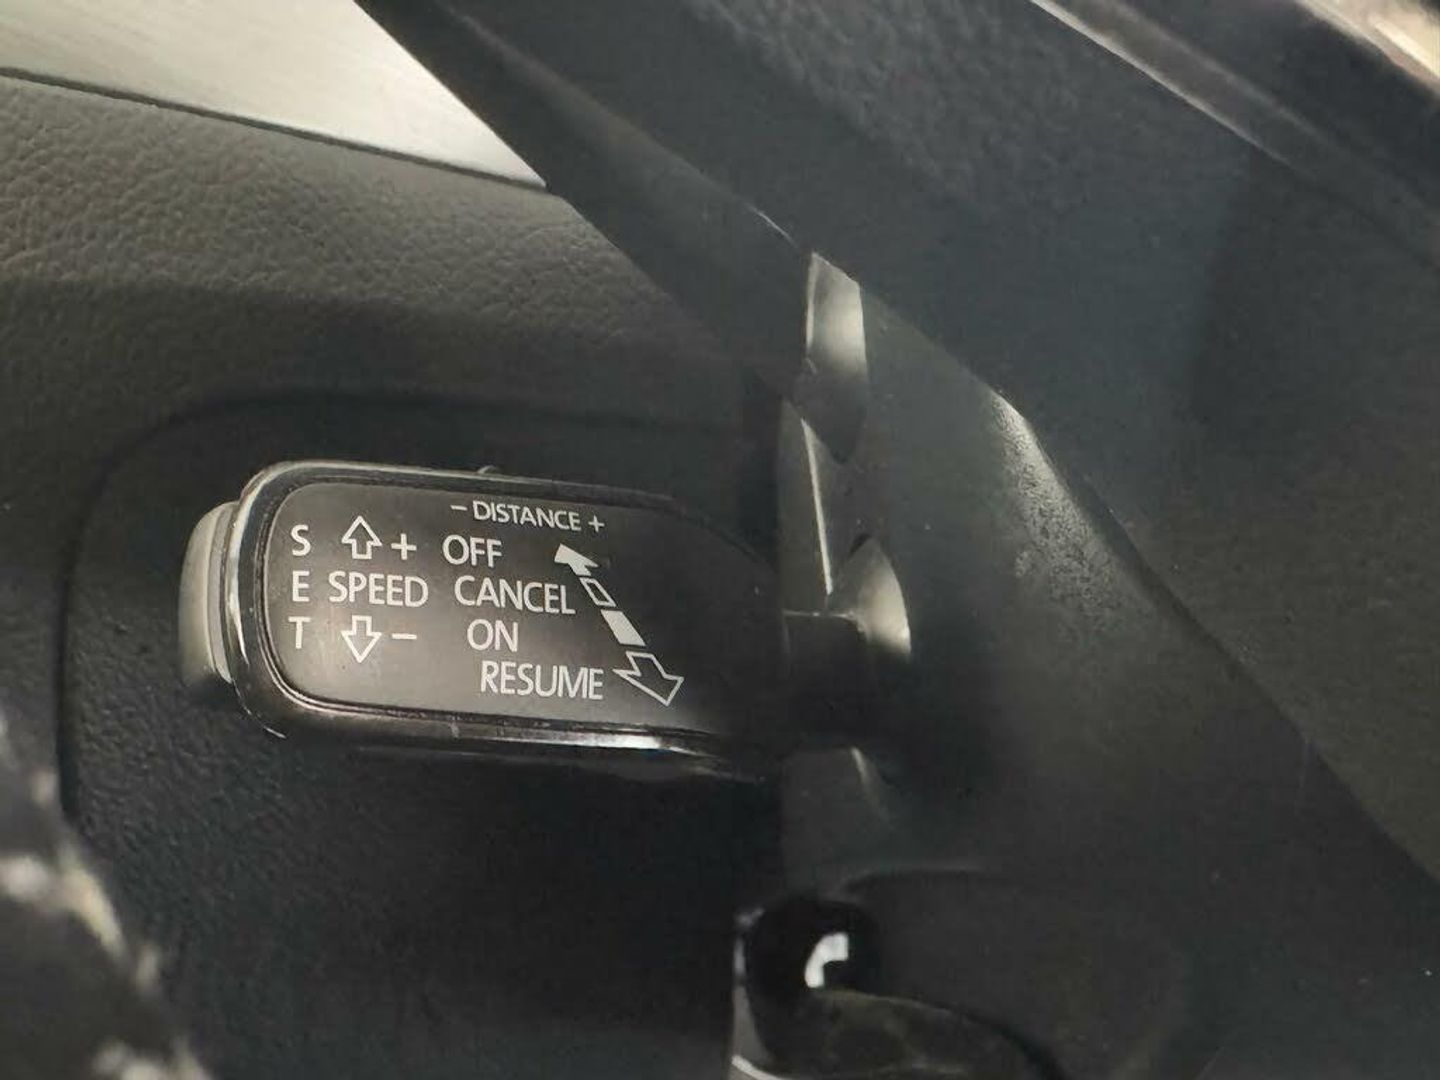 - DISTANCE +
S + OFF
E SPEED CANCEL
T - ON
RESUME